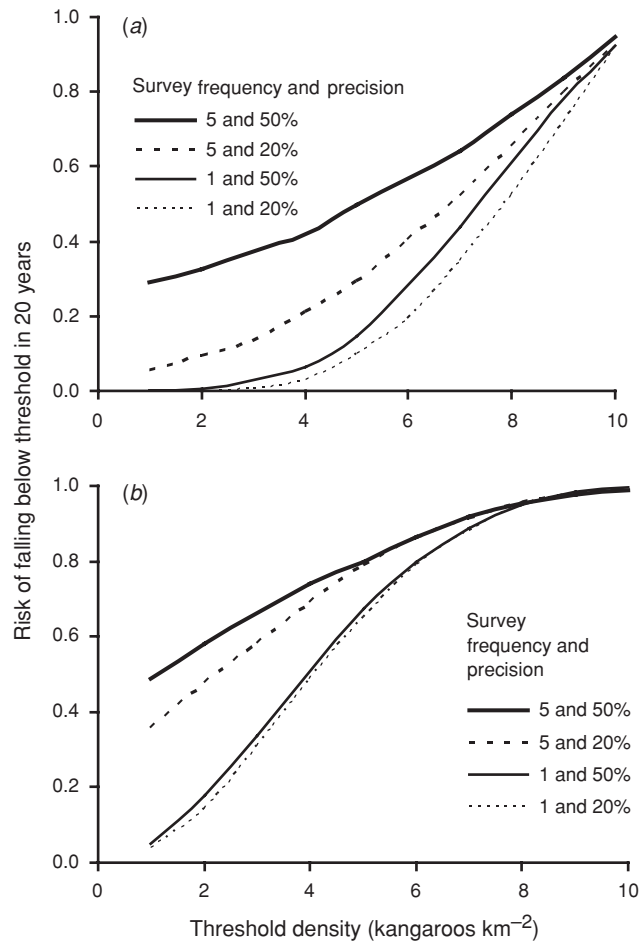 Risk of falling below threshold in 20 years
(a)
1.0
0.8
0.6
0.4
0.2
0.0
Survey frequency and precision
5 and 50%
5 and 20%
1 and 50%
1 and 20%
0 2 4 6 8 10
(b)
1.0
0.8
0.6
0.4
0.2
0.0
Survey
frequency and
precision
5 and 50%
5 and 20%
1 and 50%
1 and 20%
0 2 4 6 8 10
Threshold density (kangaroos km⁻²)